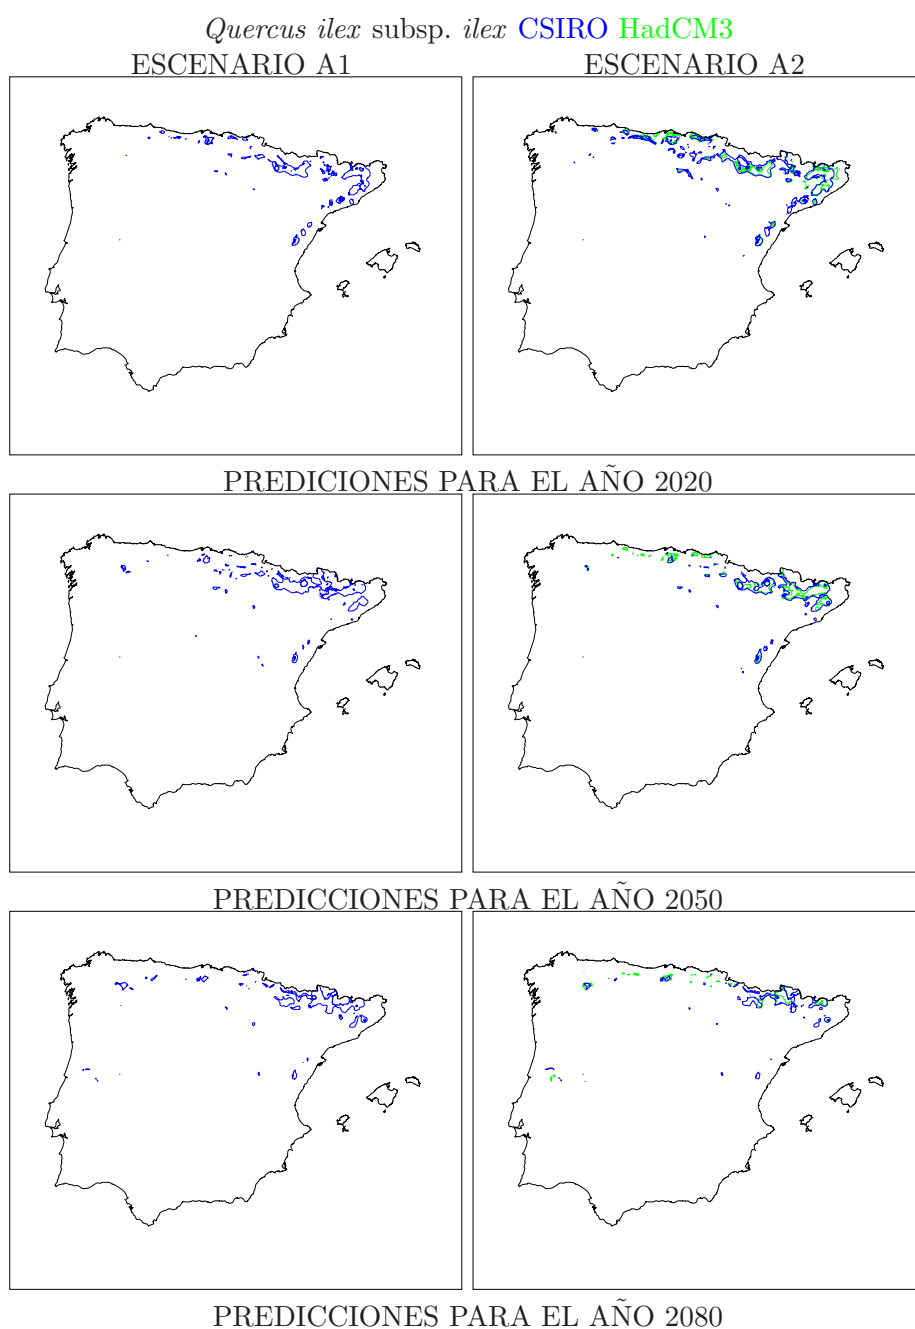 Quercus ilex subsp. ilex CSIRO HadCM3
ESCENARIO A1 ESCENARIO A2
PREDICIONES PARA EL AÑO 2020
PREDICCIONES PARA EL AÑO 2050
PREDICCIONES PARA EL AÑO 2080